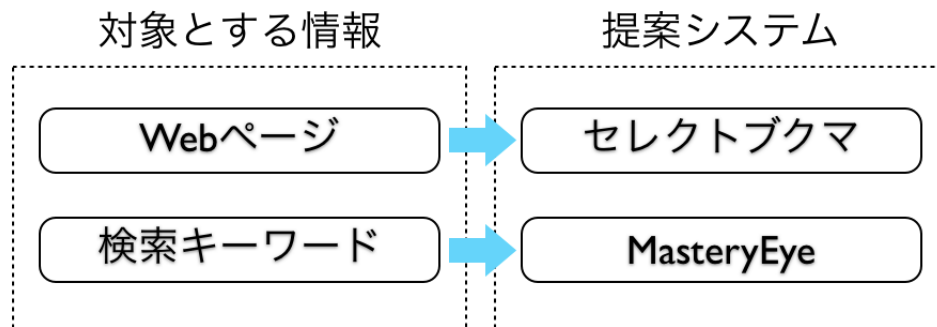 対象とする情報
提案システム
Webページ
セレクトブクマ
検索キーワード
MasteryEye